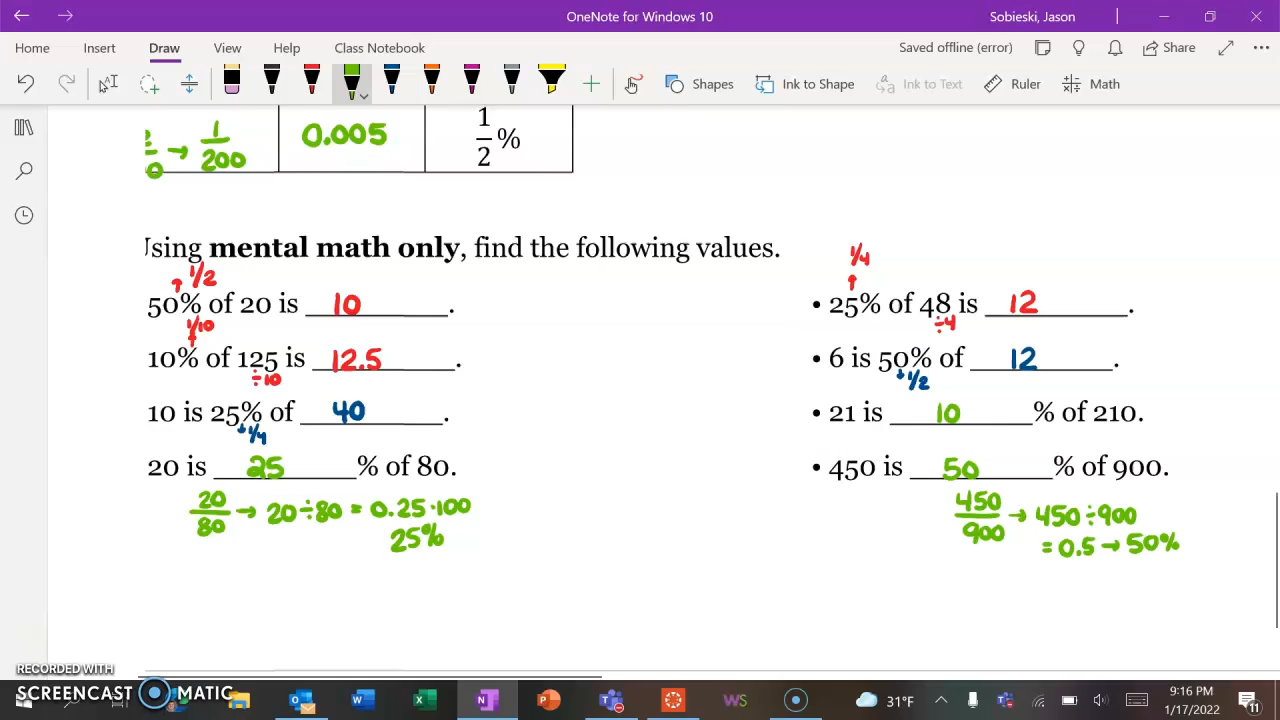 OneNote for Windows 10
Sobieski, Jason
Home Insert Draw View Help Class Notebook
Saved offline (error) Share
Shapes Ink to Shape Ink to Text Ruler Math
→ 1/200
0.005
1/2 %
Using mental math only, find the following values.
1/2
50% of 20 is 10.
1/10
10% of 125 is 12.5.
÷10
10 is 25% of 40.
1/4
20 is 25 % of 80.
20/80 → 20 ÷ 80 = 0.25 · 100
25%
1/4
• 25% of 48 is 12.
÷4
• 6 is 50% of 12.
1/2
• 21 is 10 % of 210.
• 450 is 50 % of 900.
450/900 → 450 ÷ 900
= 0.5 → 50%
RECORDED WITH
SCREENCAST MATIC
WS
31°F
9:16 PM
1/17/2022
11